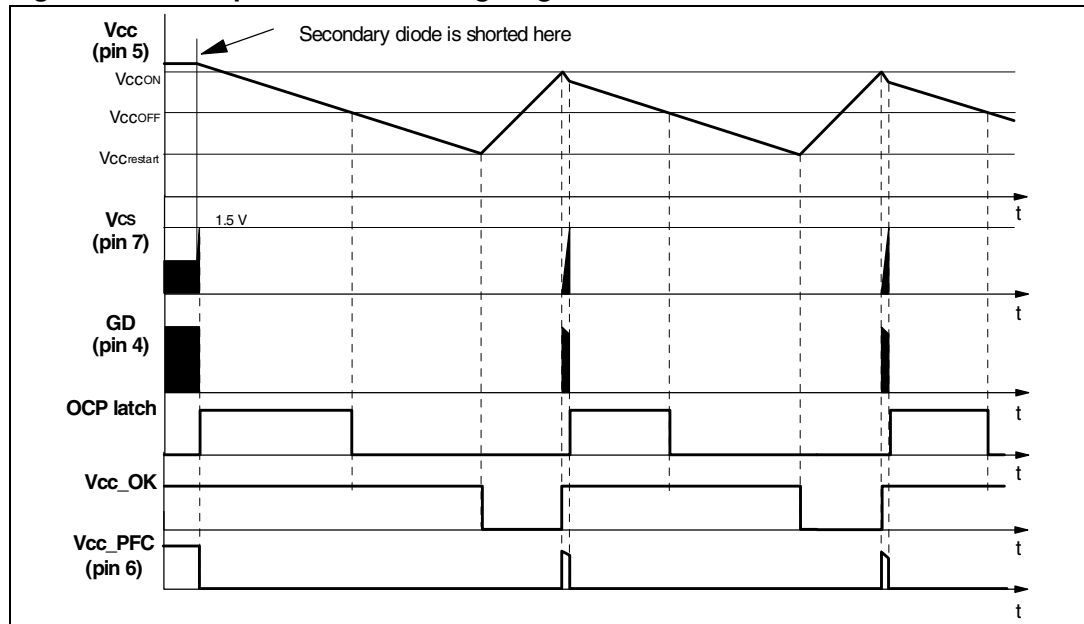 Vcc
(pin 5)
Secondary diode is shorted here
VccON
VccOFF
Vccrestart
t
Vcs
(pin 7)
1.5 V
t
GD
(pin 4)
t
OCP latch
t
Vcc_OK
t
Vcc_PFC
(pin 6)
t